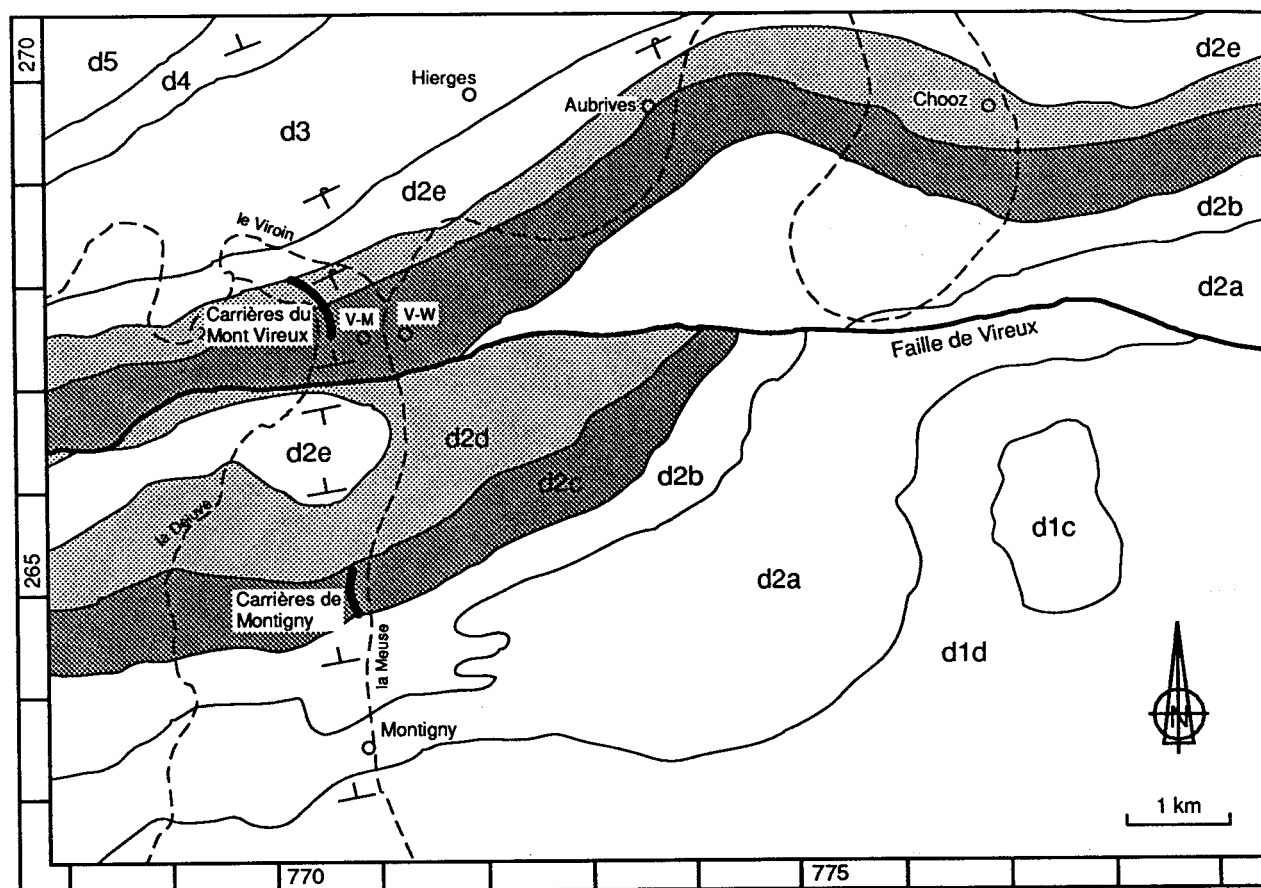 270
d5
d4
Hierges
Aubrives
Chooz
d2e
d3
d2e
le Viroin
d2b
d2a
Carrières du
Mont Vireux
V-M
V-W
Faille de Vireux
d2e
d2d
d2c
d2b
le Deuve
265
d1c
d2a
Carrières de
Montigny
la Meuse
d1d
Montigny
N
1 km
770
775